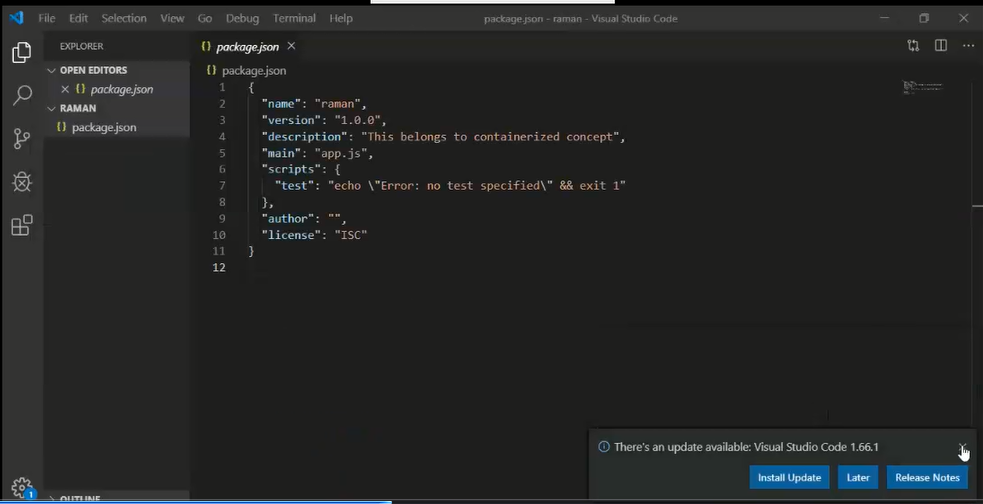 File Edit Selection View Go Debug Terminal Help
package.json - raman - Visual Studio Code
EXPLORER
OPEN EDITORS
{} package.json
RAMAN
{} package.json
OUTLINE
1
{} package.json
{} package.json
1 {
2 "name": "raman",
3 "version": "1.0.0",
4 "description": "This belongs to containerized concept",
5 "main": "app.js",
6 "scripts": {
7 "test": "echo \"Error: no test specified\" && exit 1"
8 },
9 "author": "",
10 "license": "ISC"
11 }
12
There's an update available: Visual Studio Code 1.66.1
Install Update Later Release Notes